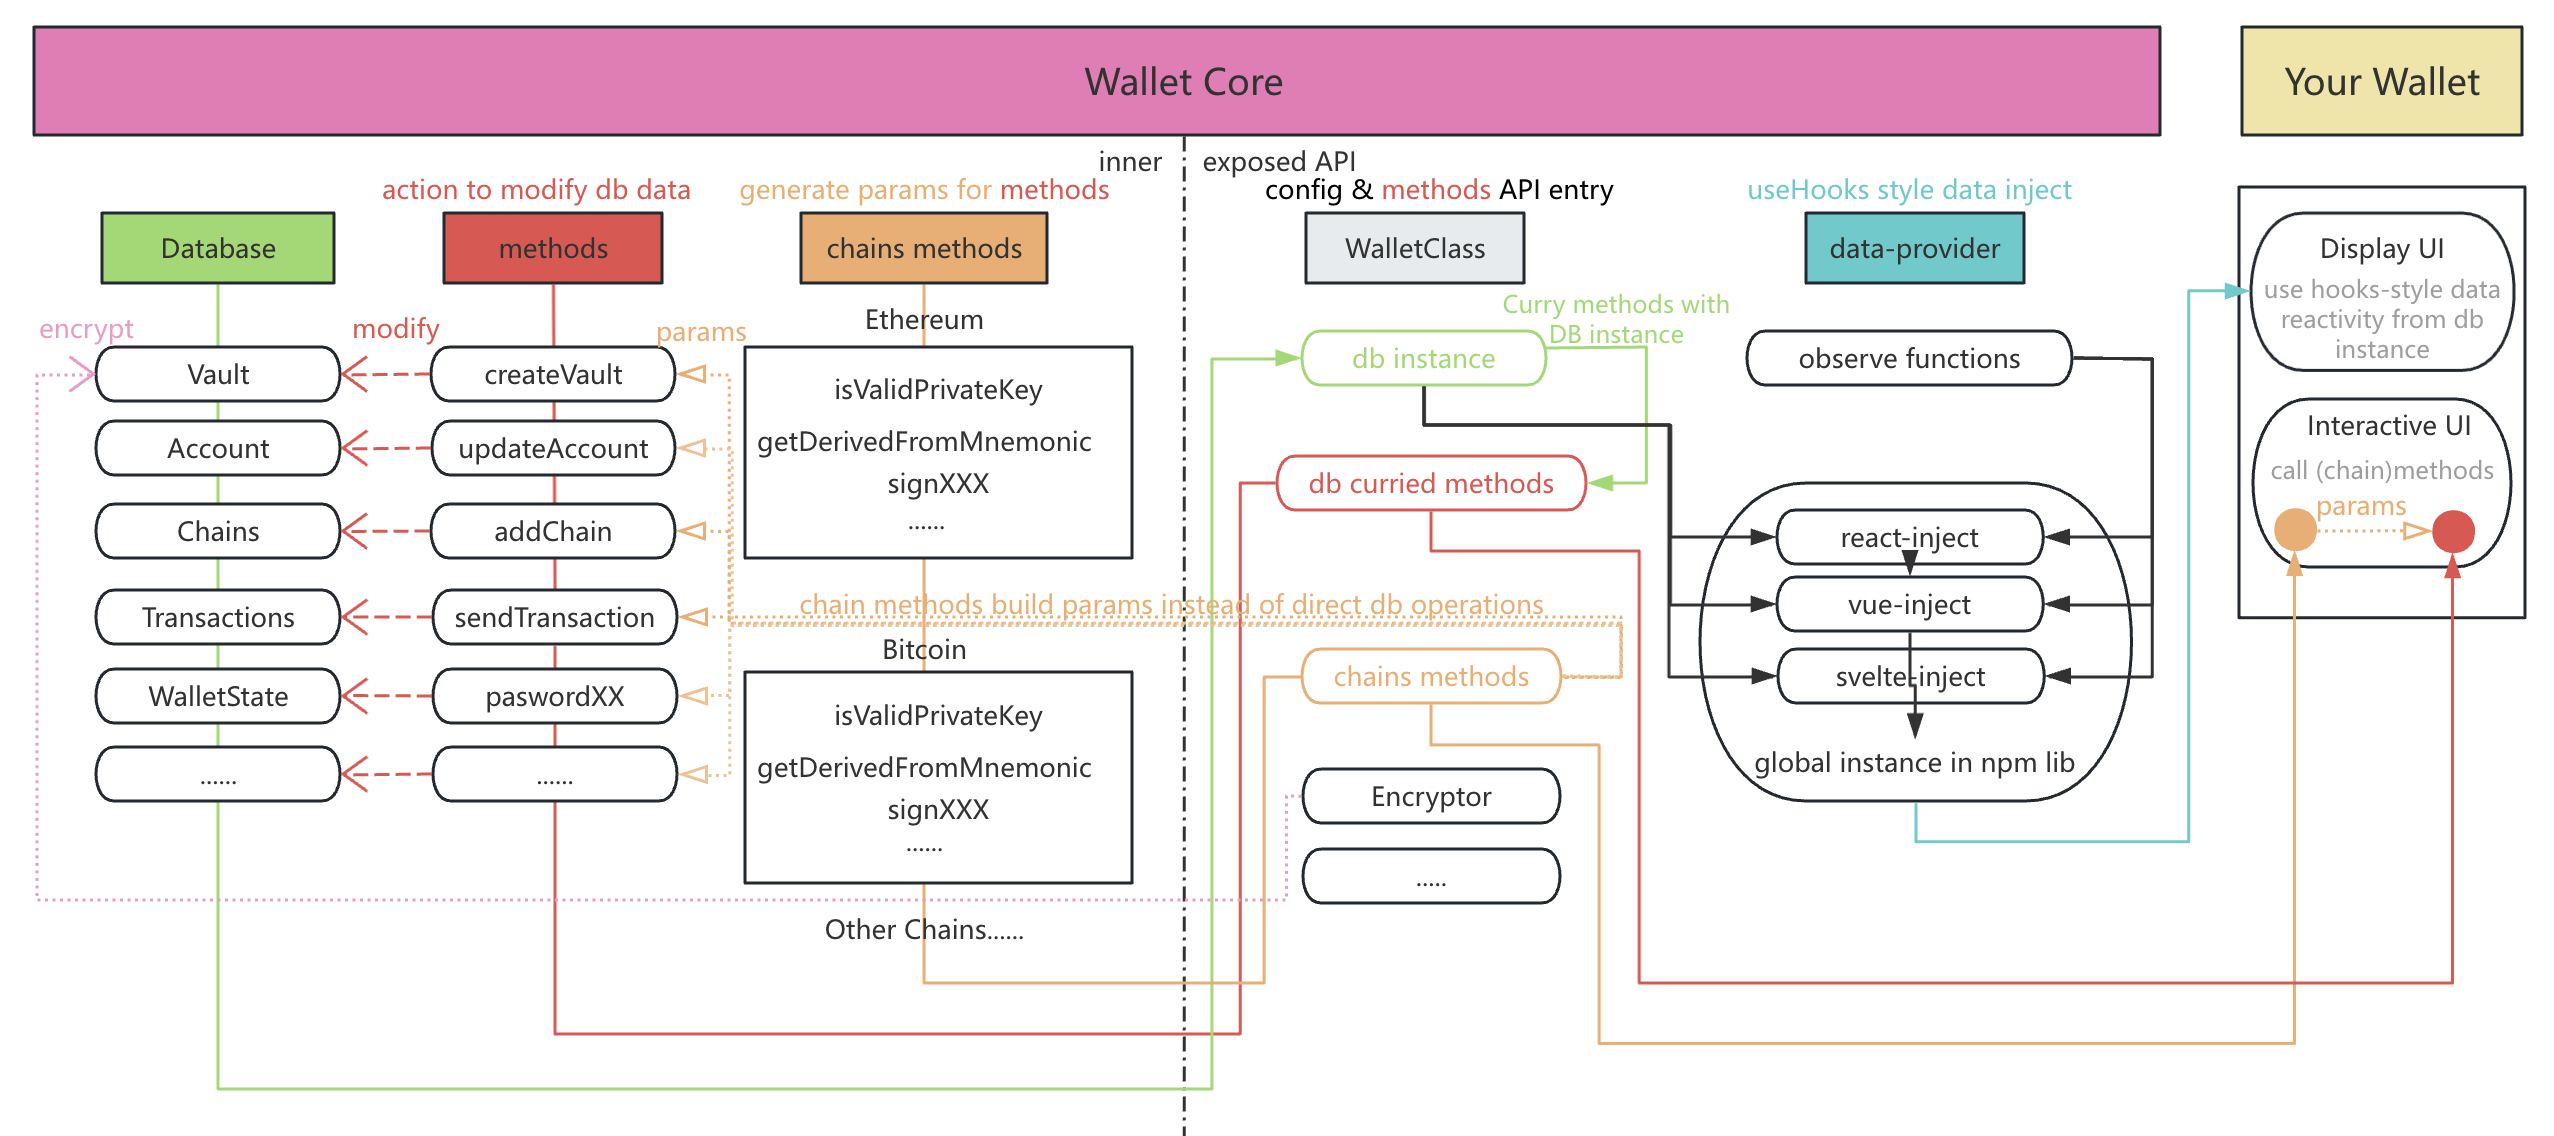 Wallet Core
Your Wallet
inner
exposed API
action to modify db data
generate params for methods
config & methods API entry
useHooks style data inject
Database
methods
chains methods
WalletClass
data-provider
encrypt
modify
params
Vault
Account
Chains
Transactions
WalletState
......
createVault
updateAccount
addChain
sendTransaction
paswordXX
......
Ethereum
isValidPrivateKey
getDerivedFromMnemonic
signXXX
......
chain methods build params instead of direct db operations
Bitcoin
isValidPrivateKey
getDerivedFromMnemonic
signXXX
......
Other Chains......
Curry methods with
DB instance
db instance
db curried methods
chains methods
Encryptor
.....
observe functions
react-inject
vue-inject
svelte-inject
global instance in npm lib
Display UI
use hooks-style data
reactivity from db
instance
Interactive UI
call (chain)methods
params